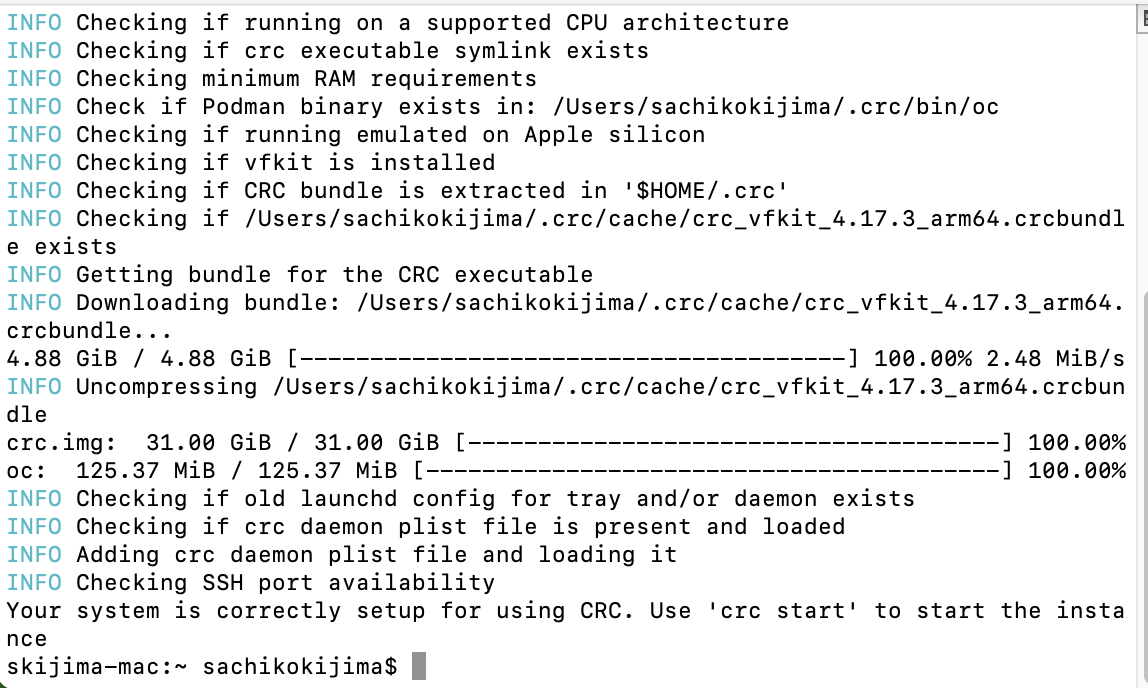 INFO Checking if running on a supported CPU architecture
INFO Checking if crc executable symlink exists
INFO Checking minimum RAM requirements
INFO Check if Podman binary exists in: /Users/sachikokijima/.crc/bin/oc
INFO Checking if running emulated on Apple silicon
INFO Checking if vfkit is installed
INFO Checking if CRC bundle is extracted in '$HOME/.crc'
INFO Checking if /Users/sachikokijima/.crc/cache/crc_vfkit_4.17.3_arm64.crcbundl
e exists
INFO Getting bundle for the CRC executable
INFO Downloading bundle: /Users/sachikokijima/.crc/cache/crc_vfkit_4.17.3_arm64.
crcbundle...
4.88 GiB / 4.88 GiB [---------------------------------------] 100.00% 2.48 MiB/s
INFO Uncompressing /Users/sachikokijima/.crc/cache/crc_vfkit_4.17.3_arm64.crcbun
dle
crc.img:  31.00 GiB / 31.00 GiB [--------------------------------------] 100.00%
oc:  125.37 MiB / 125.37 MiB [-----------------------------------------] 100.00%
INFO Checking if old launchd config for tray and/or daemon exists
INFO Checking if crc daemon plist file is present and loaded
INFO Adding crc daemon plist file and loading it
INFO Checking SSH port availability
Your system is correctly setup for using CRC. Use 'crc start' to start the insta
nce
skijima-mac:~ sachikokijima$